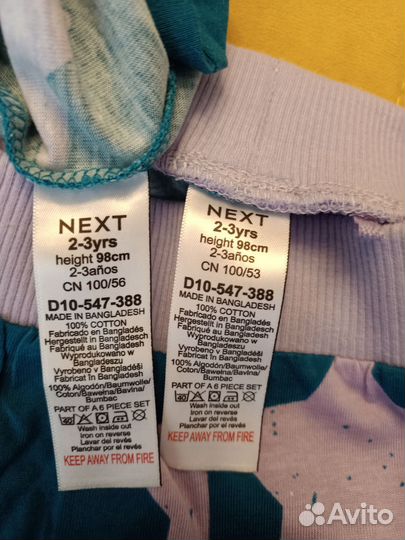 NEXT
2-3yrs
height 98cm
2-3años
CN 100/56
D10-547-388
MADE IN BANGLADESH
100% COTTON
Fabricado en Bangladés
Hergestellt in Bangladesch
Fabriqué au Bangladesh
Wyprodukowano w
Bangladeszu
Vyrobeno v Bangladéši
Fabricat în Bangladesh
100% Algodón/Baumwolle/
Coton/Bawełna/Bavlna/
Bumbac
PART OF A 6 PIECE SET
40
Wash inside out
Iron on reverse
Lavar del revés
Planchar por el revés
KEEP AWAY FROM FIRE
NEXT
2-3yrs
height 98cm
2-3años
CN 100/53
D10-547-388
MADE IN BANGLADESH
100% COTTON
Fabricado en Bangladés
Hergestellt in Bangladesch
Fabriqué au Bangladesh
Wyprodukowano w
Bangladeszu
Vyrobeno v Bangladéši
Fabricat în Bangladesh
100% Algodón/Baumwolle/
Coton/Bawełna/Bavlna/
Bumbac
PART OF A 6 PIECE SET
40
Wash inside out
Iron on reverse
Lavar del revés
Planchar por el revés
KEEP AWAY FROM FIRE
Avito